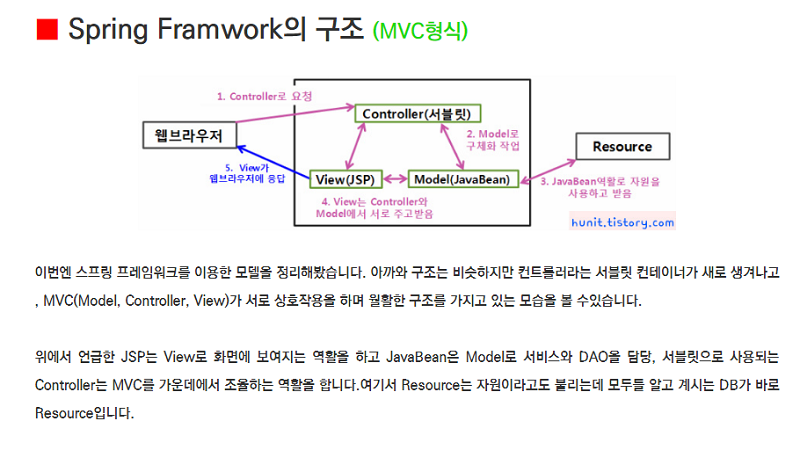 ■ Spring Framwork의 구조 (MVC형식)
1. Controller로 요청
Controller(서블릿)
웹브라우저
2. Model로
구체화 작업
Resource
5. View가
웹브라우저에 응답
View(JSP)
Model(JavaBean)
3. JavaBean역활로 자원을
사용하고 받음
4. View는 Controller와
Model에서 서로 주고받음
hunit.tistory.com
이번엔 스프링 프레임워크를 이용한 모델을 정리해봤습니다. 아까와 구조는 비슷하지만 컨트롤러라는 서블릿 컨테이너가 새로 생겨나고
, MVC(Model, Controller, View)가 서로 상호작용을 하며 월활한 구조를 가지고 있는 모습을 볼 수있습니다.
위에서 언급한 JSP는 View로 화면에 보여지는 역활을 하고 JavaBean은 Model로 서비스와 DAO을 담당, 서블릿으로 사용되는
Controller는 MVC를 가운데에서 조율하는 역활을 합니다.여기서 Resource는 자원이라고도 불리는데 모두들 알고 계시는 DB가 바로
Resource입니다.